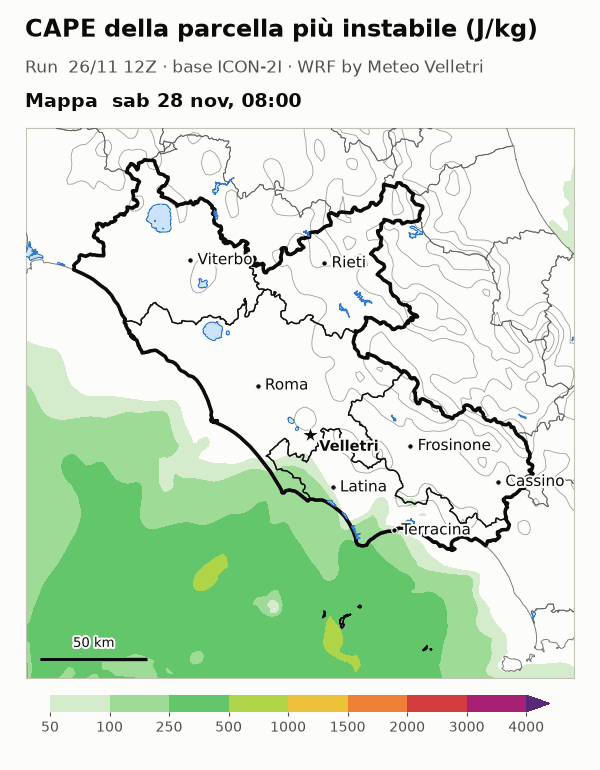 CAPE della parcella più instabile (J/kg)
Run  26/11 12Z · base ICON-2I · WRF by Meteo Velletri
Mappa  sab 28 nov, 08:00
Viterbo
Rieti
Roma
Velletri
Frosinone
Cassino
Latina
Terracina
50 km
50 100 250 500 1000 1500 2000 3000 4000